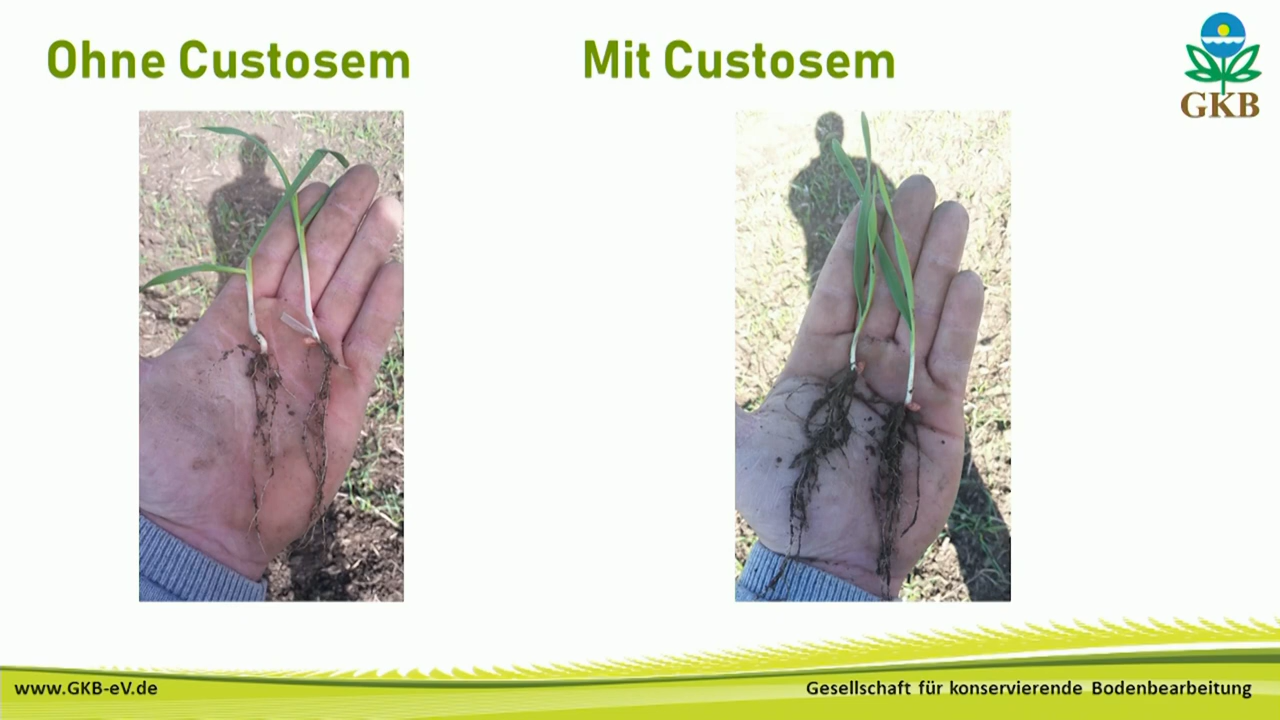 Ohne Custosem
Mit Custosem
GKB
www.GKB-eV.de
Gesellschaft für konservierende Bodenbearbeitung